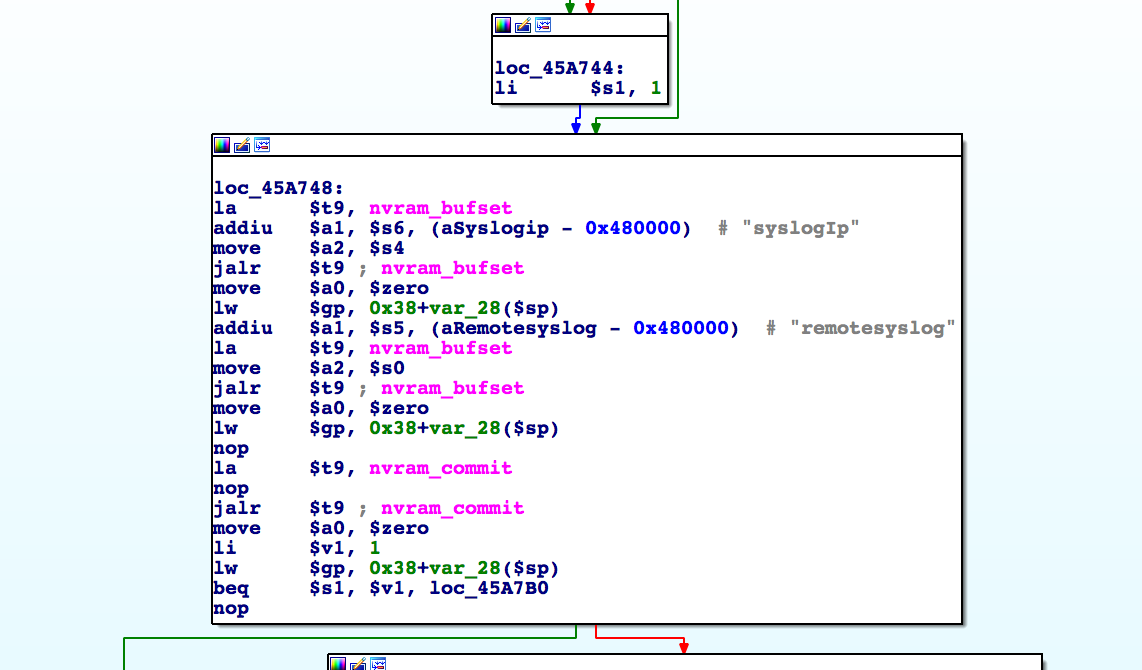 loc_45A744:
li $s1, 1
loc_45A748:
la $t9, nvram_bufset
addiu $a1, $s6, (aSyslogip - 0x480000) # "syslogIp"
move $a2, $s4
jalr $t9 ; nvram_bufset
move $a0, $zero
lw $gp, 0x38+var_28($sp)
addiu $a1, $s5, (aRemotesyslog - 0x480000) # "remotesyslog"
la $t9, nvram_bufset
move $a2, $s0
jalr $t9 ; nvram_bufset
move $a0, $zero
lw $gp, 0x38+var_28($sp)
nop
la $t9, nvram_commit
nop
jalr $t9 ; nvram_commit
move $a0, $zero
li $v1, 1
lw $gp, 0x38+var_28($sp)
beq $s1, $v1, loc_45A7B0
nop